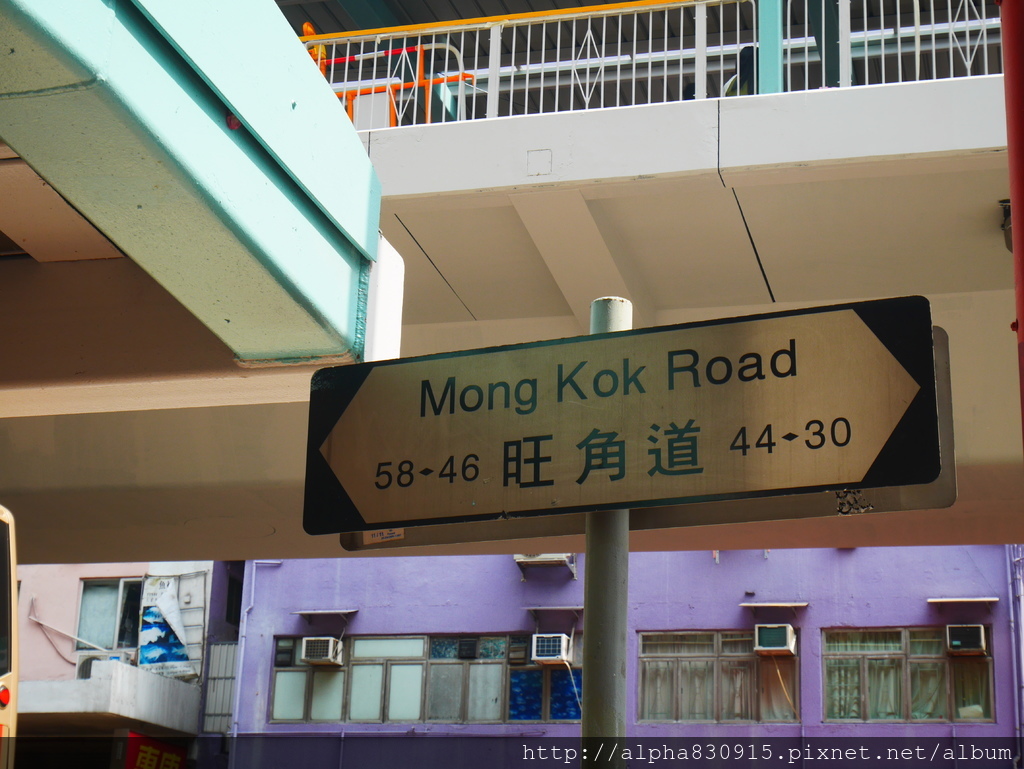 Mong Kok Road
58 46 旺角道 44 30
http://alpha830915.pixnet.net/album